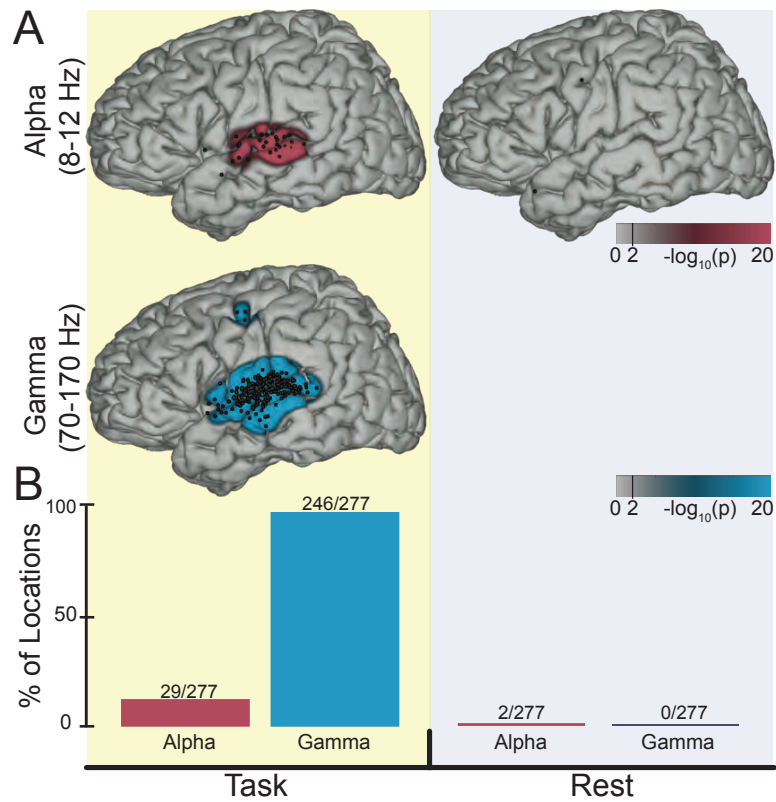 A
Alpha
(8-12 Hz)
0 2 -log₁₀(p) 20
Gamma
(70-170 Hz)
0 2 -log₁₀(p) 20
B
% of Locations
100
50
0
29/277
246/277
2/277
0/277
Alpha
Gamma
Alpha
Gamma
Task
Rest